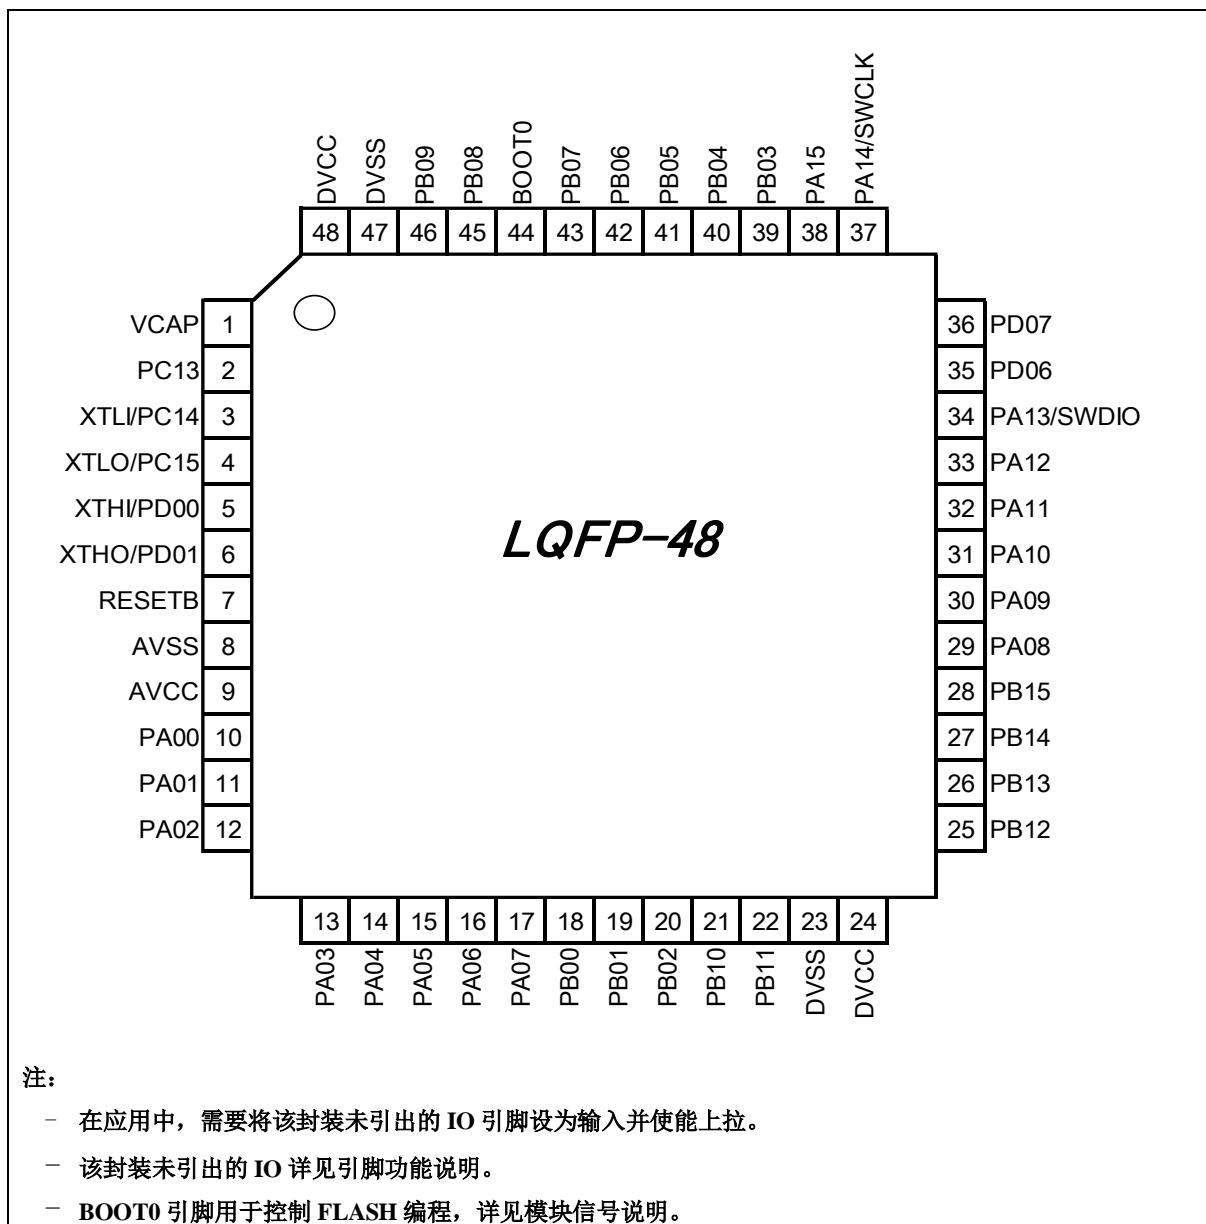 DVCC
DVSS
PB09
PB08
BOOT0
PB07
PB06
PB05
PB04
PB03
PA15
PA14/SWCLK
48 47 46 45 44 43 42 41 40 39 38 37
VCAP 1
PC13 2
XTLI/PC14 3
XTLO/PC15 4
XTHI/PD00 5
XTHO/PD01 6
RESETB 7
AVSS 8
AVCC 9
PA00 10
PA01 11
PA02 12
LQFP-48
36 PD07
35 PD06
34 PA13/SWDIO
33 PA12
32 PA11
31 PA10
30 PA09
29 PA08
28 PB15
27 PB14
26 PB13
25 PB12
13 14 15 16 17 18 19 20 21 22 23 24
PA03
PA04
PA05
PA06
PA07
PB00
PB01
PB02
PB10
PB11
DVSS
DVCC
注：
－ 在应用中，需要将该封装未引出的 IO 引脚设为输入并使能上拉。
－ 该封装未引出的 IO 详见引脚功能说明。
－ BOOT0 引脚用于控制 FLASH 编程，详见模块信号说明。